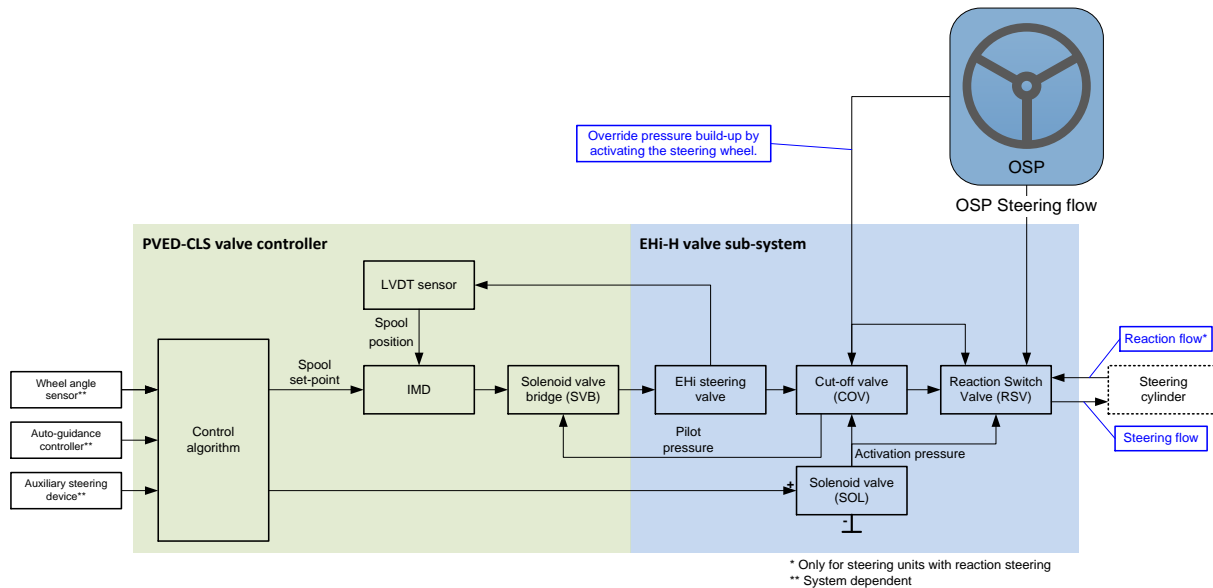 OSP
OSP Steering flow
Override pressure build-up by
activating the steering wheel.
PVED-CLS valve controller
EHi-H valve sub-system
LVDT sensor
Spool
position
Spool
set-point
Wheel angle
sensor**
Auto-guidance
controller**
Auxiliary steering
device**
Control
algorithm
IMD
Solenoid valve
bridge (SVB)
EHi steering
valve
Cut-off valve
(COV)
Reaction Switch
Valve (RSV)
Reaction flow*
Steering
cylinder
Steering flow
Pilot
pressure
Activation pressure
Solenoid valve
(SOL)
+
-
* Only for steering units with reaction steering
** System dependent